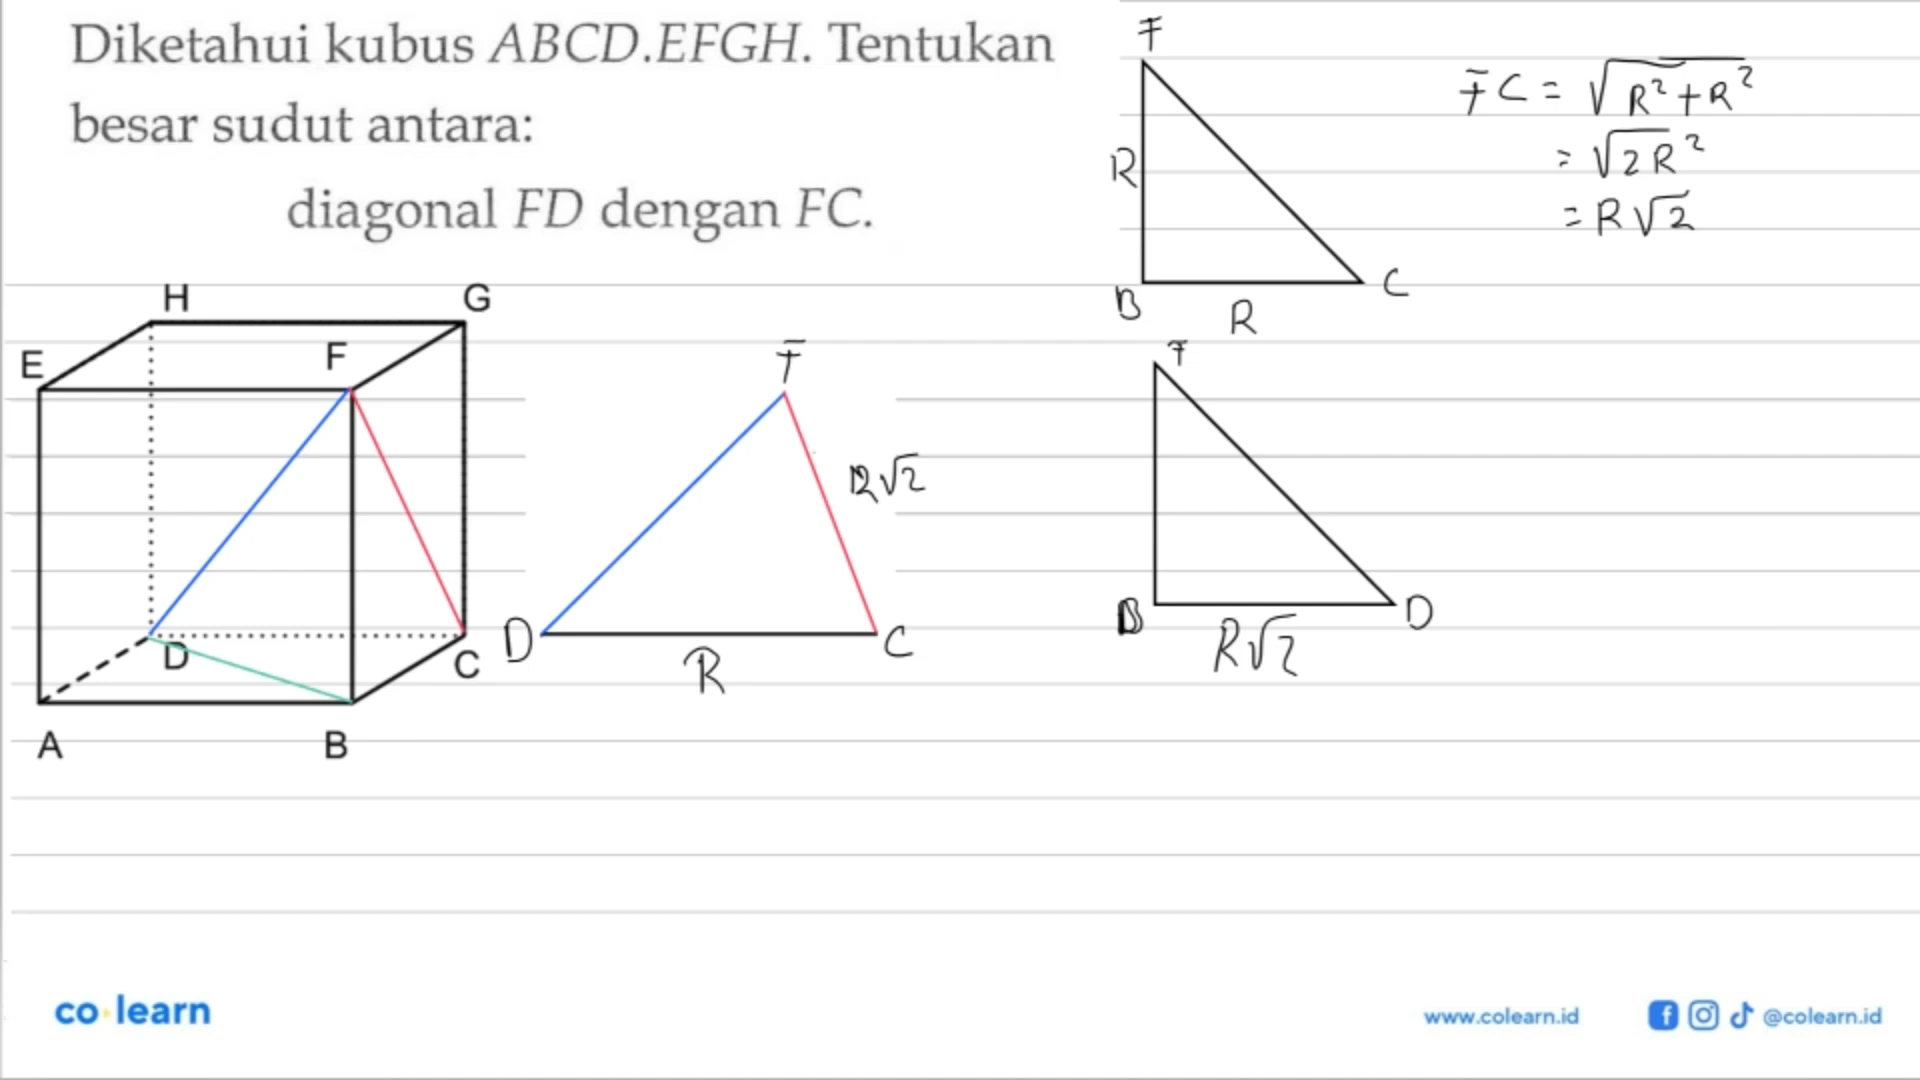 Diketahui kubus ABCD.EFGH. Tentukan
besar sudut antara:
diagonal FD dengan FC.
H
G
E
F
D
C
A
B
F
R√2
D
C
R
F
R
B
C
R
FC = √R²+R²
= √2R²
= R√2
F
B
D
R√2
co learn
www.colearn.id
@colearn.id